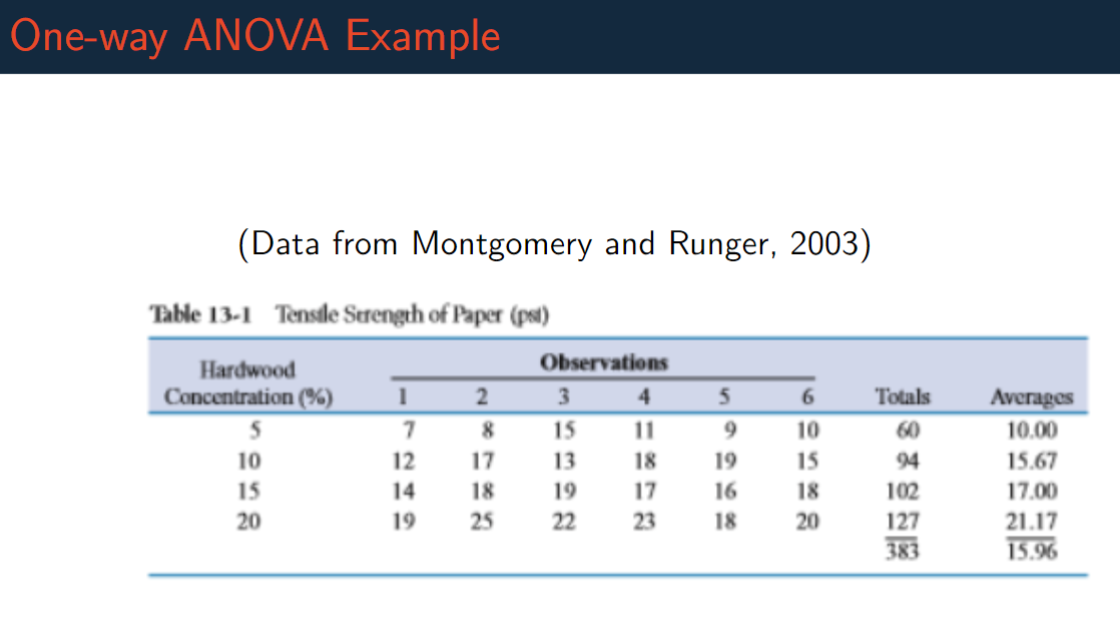 One-way ANOVA Example
(Data from Montgomery and Runger, 2003)
Table 13-1 Tensile Strength of Paper (psi)
Hardwood Concentration (%) Observations
1 2 3 4 5 6 Totals Averages
5 7 8 15 11 9 10 60 10.00
10 12 17 13 18 19 15 94 15.67
15 14 18 19 17 16 18 102 17.00
20 19 25 22 23 18 20 127 21.17
383 15.96